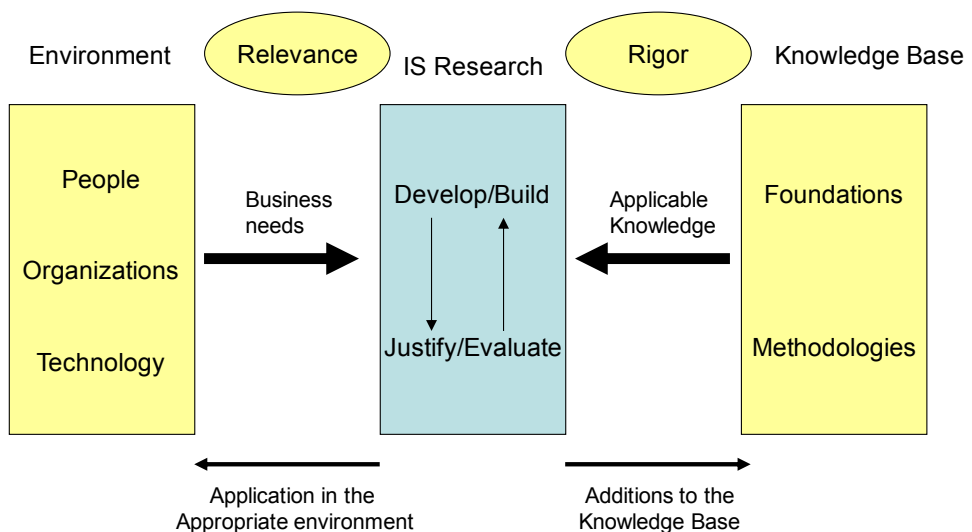 Environment
Relevance
IS Research
Rigor
Knowledge Base
People
Organizations
Technology
Business
needs
Develop/Build
Justify/Evaluate
Applicable
Knowledge
Foundations
Methodologies
Application in the
Appropriate environment
Additions to the
Knowledge Base